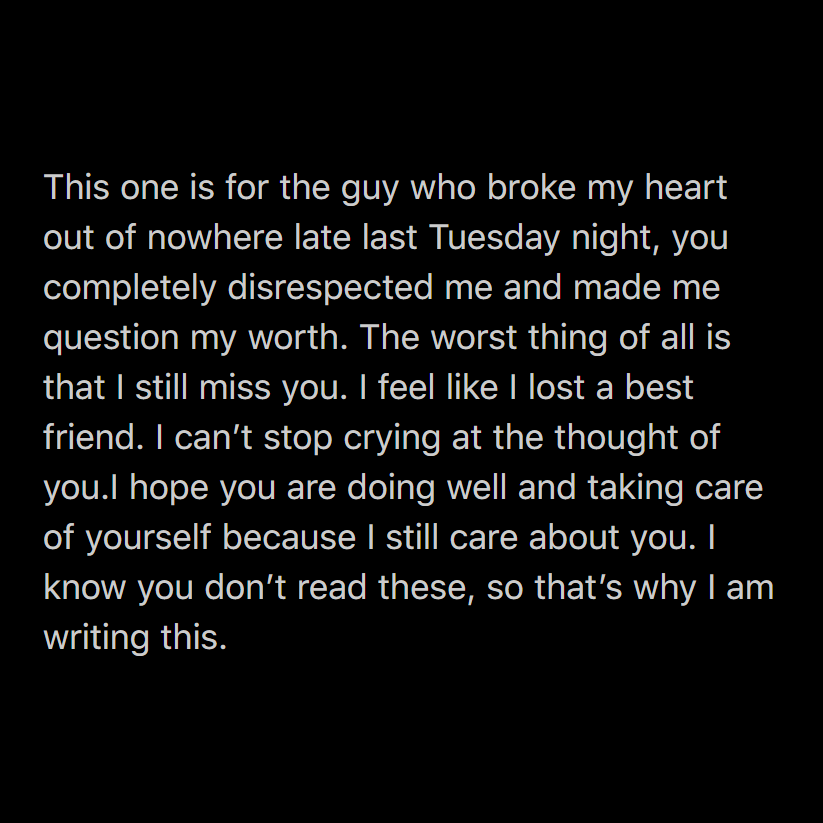 This one is for the guy who broke my heart
out of nowhere late last Tuesday night, you
completely disrespected me and made me
question my worth. The worst thing of all is
that I still miss you. I feel like I lost a best
friend. I can’t stop crying at the thought of
you.I hope you are doing well and taking care
of yourself because I still care about you. I
know you don’t read these, so that’s why I am
writing this.